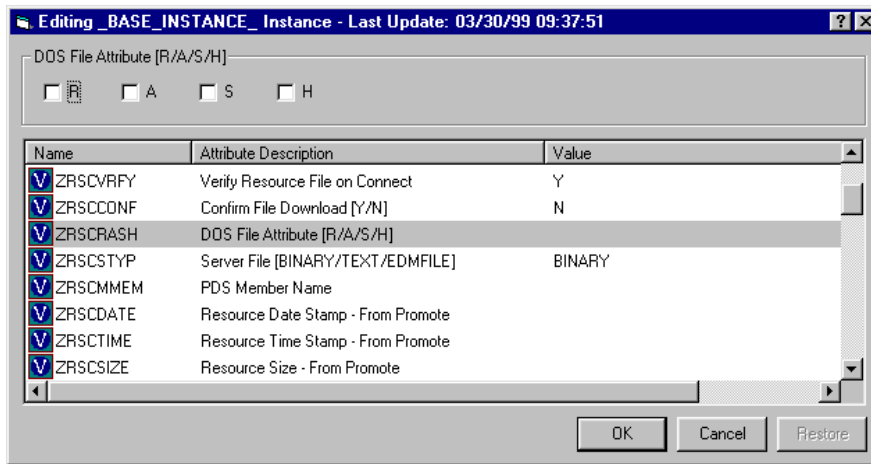 Editing _BASE_INSTANCE_ Instance - Last Update: 03/30/99 09:37:51
DOS File Attribute [R/A/S/H]
R A S H
Name Attribute Description Value
V ZRSCVRFY Verify Resource File on Connect Y
V ZRSCCONF Confirm File Download [Y/N] N
V ZRSCRASH DOS File Attribute [R/A/S/H]
V ZRSCSTYP Server File [BINARY/TEXT/EDMFILE] BINARY
V ZRSCMMEM PDS Member Name
V ZRSCDATE Resource Date Stamp - From Promote
V ZRSCTIME Resource Time Stamp - From Promote
V ZRSCSIZE Resource Size - From Promote
OK Cancel Restore